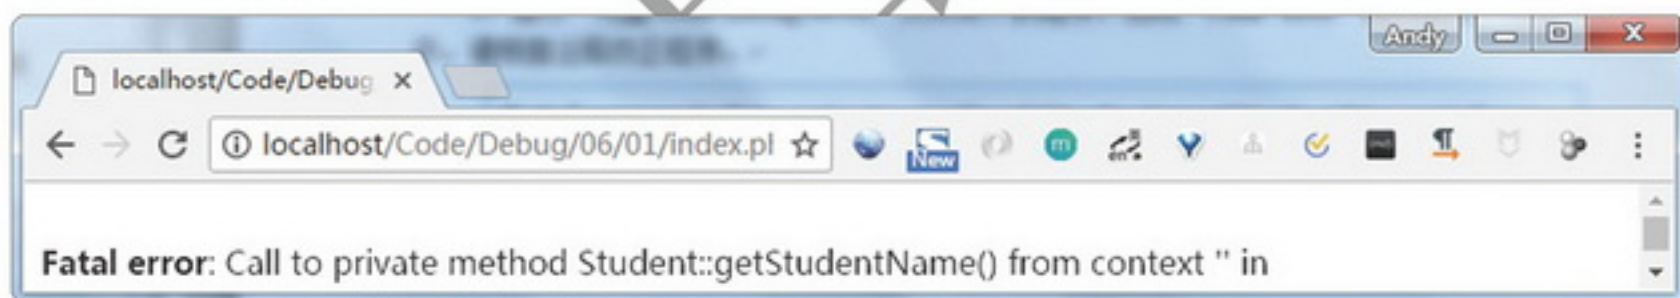 Andy
localhost/Code/Debug
localhost/Code/Debug/06/01/index.pl
New
m
en
Fatal error: Call to private method Student::getStudentName() from context '' in